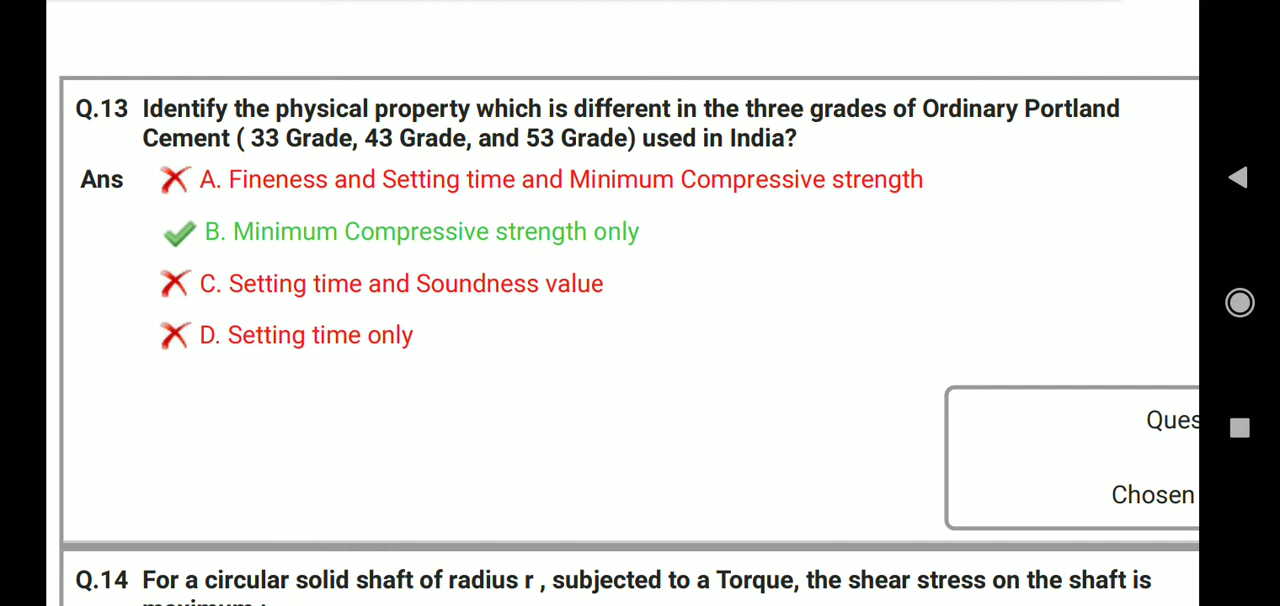 Q.13 Identify the physical property which is different in the three grades of Ordinary Portland
Cement ( 33 Grade, 43 Grade, and 53 Grade) used in India?
Ans A. Fineness and Setting time and Minimum Compressive strength
B. Minimum Compressive strength only
C. Setting time and Soundness value
D. Setting time only
Ques
Chosen
Q.14 For a circular solid shaft of radius r , subjected to a Torque, the shear stress on the shaft is